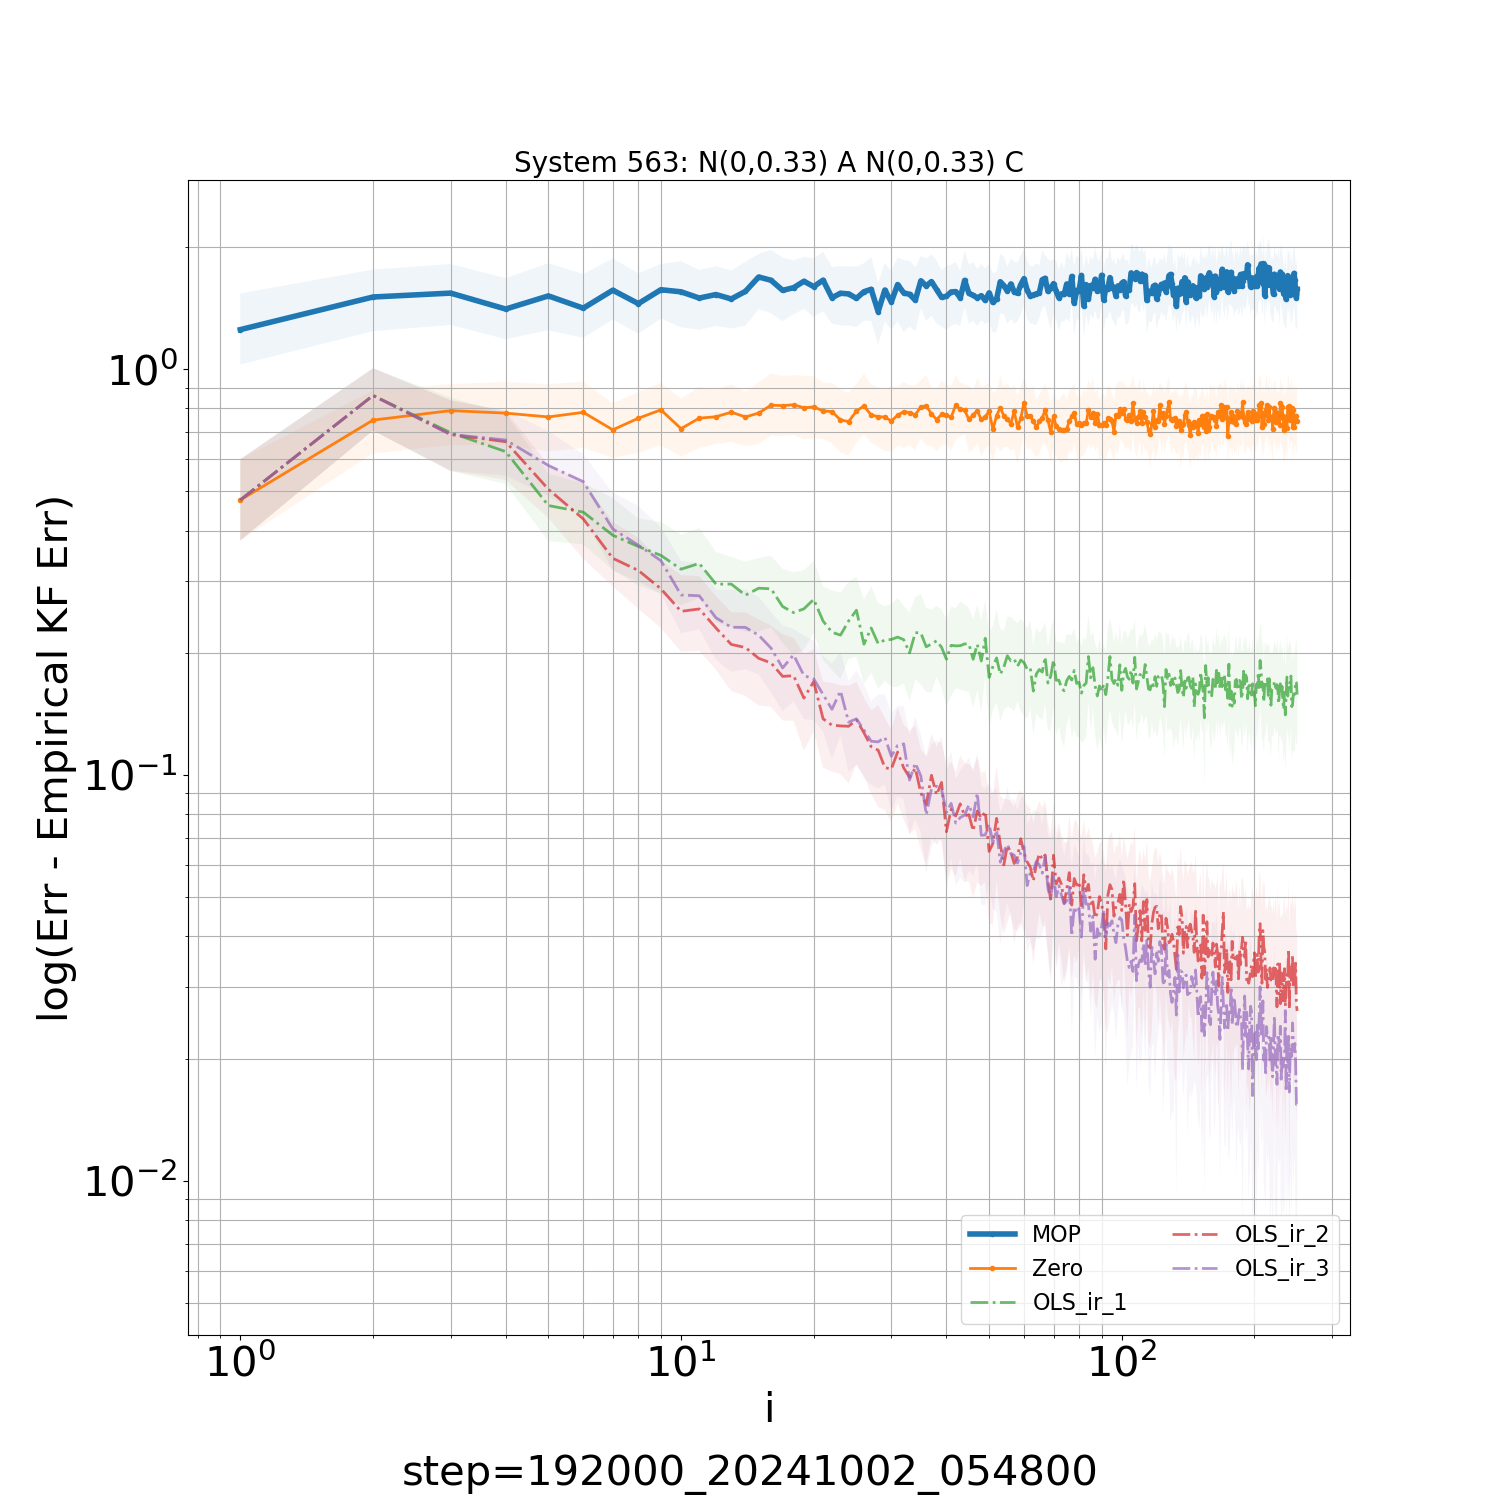 System 563: N(0,0.33) A N(0,0.33) C
log(Err - Empirical KF Err)
10⁰
10⁻¹
10⁻²
10⁰ 10¹ 10²
i
step=192000_20241002_054800
MOP
Zero
OLS_ir_1
OLS_ir_2
OLS_ir_3